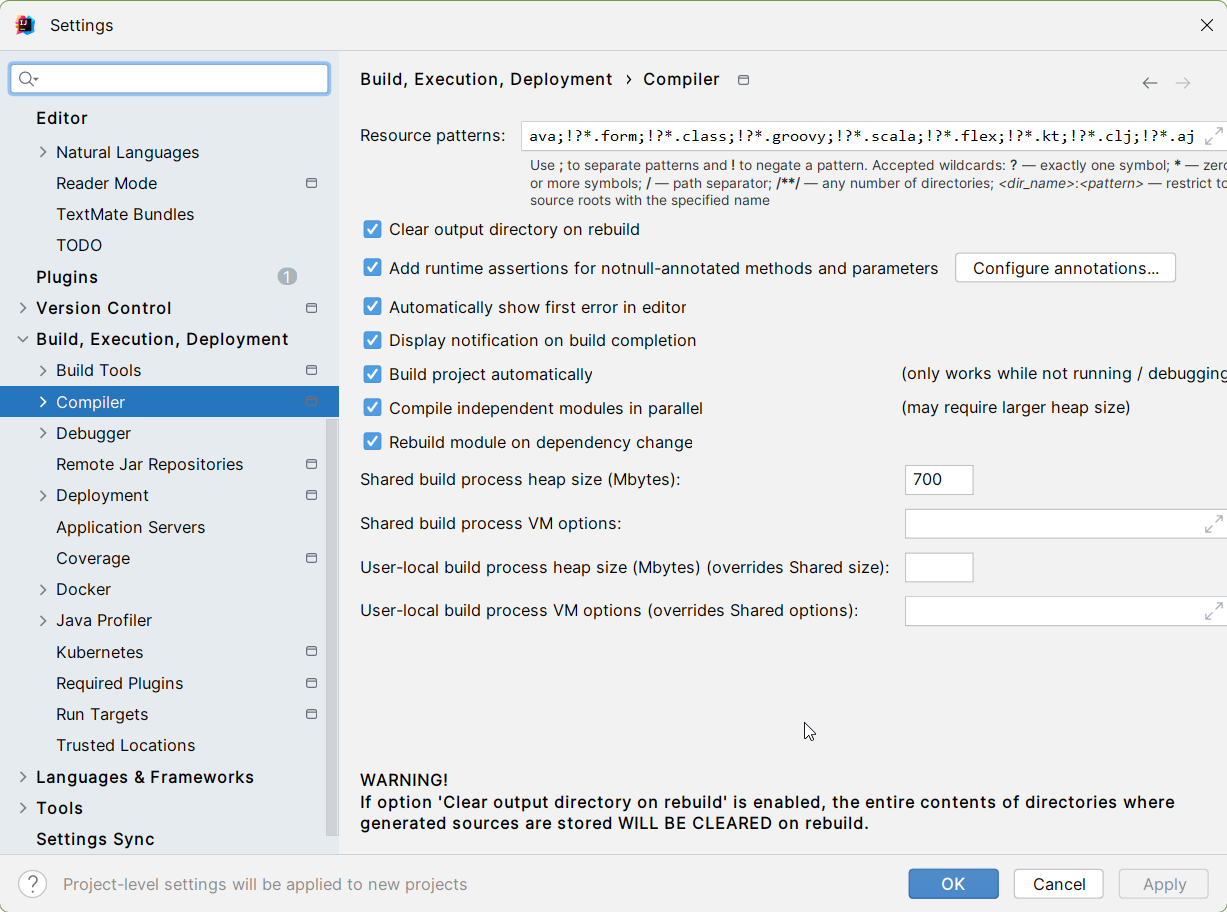 Settings
Editor
Natural Languages
Reader Mode
TextMate Bundles
TODO
Plugins 1
Version Control
Build, Execution, Deployment
Build Tools
Compiler
Debugger
Remote Jar Repositories
Deployment
Application Servers
Coverage
Docker
Java Profiler
Kubernetes
Required Plugins
Run Targets
Trusted Locations
Languages & Frameworks
Tools
Settings Sync
Build, Execution, Deployment › Compiler
Resource patterns: ava;!?*.form;!?*.class;!?*.groovy;!?*.scala;!?*.flex;!?*.kt;!?*.clj;!?*.aj
Use ; to separate patterns and ! to negate a pattern. Accepted wildcards: ? — exactly one symbol; * — zero
or more symbols; / — path separator; /**/ — any number of directories; <dir_name>:<pattern> — restrict to
source roots with the specified name
Clear output directory on rebuild
Add runtime assertions for notnull-annotated methods and parameters Configure annotations...
Automatically show first error in editor
Display notification on build completion
Build project automatically (only works while not running / debugging
Compile independent modules in parallel (may require larger heap size)
Rebuild module on dependency change
Shared build process heap size (Mbytes): 700
Shared build process VM options:
User-local build process heap size (Mbytes) (overrides Shared size):
User-local build process VM options (overrides Shared options):
WARNING!
If option 'Clear output directory on rebuild' is enabled, the entire contents of directories where
generated sources are stored WILL BE CLEARED on rebuild.
? Project-level settings will be applied to new projects
OK Cancel Apply